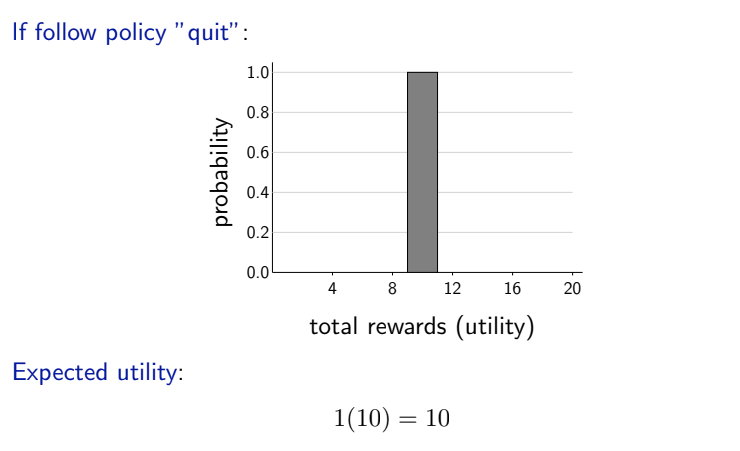 If follow policy "quit":
1.0
0.8
0.6
0.4
0.2
0.0
probability
4 8 12 16 20
total rewards (utility)
Expected utility:
1(10) = 10